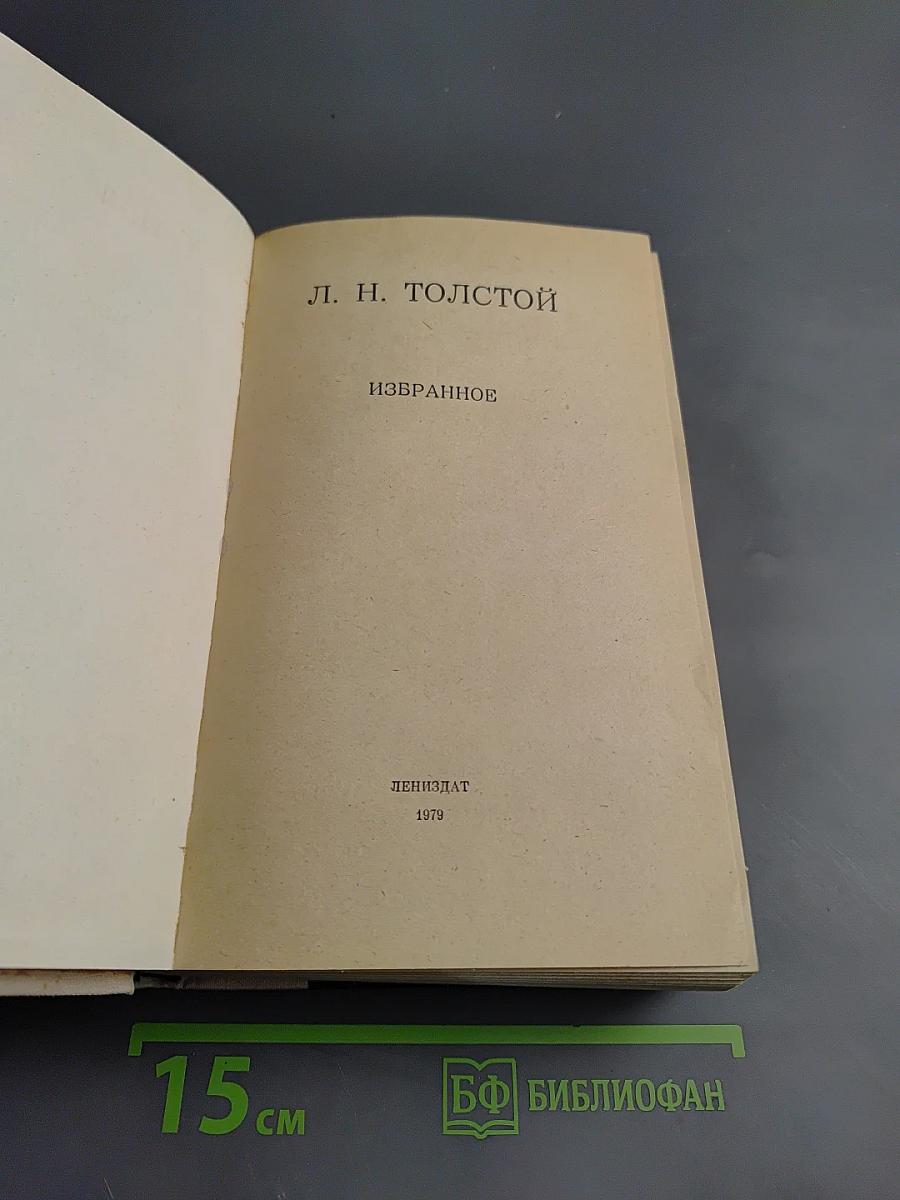 Л. Н. ТОЛСТОЙ
ИЗБРАННОЕ
ЛЕНИЗДАТ
1979
15 см
БФ БИБЛИОФАН